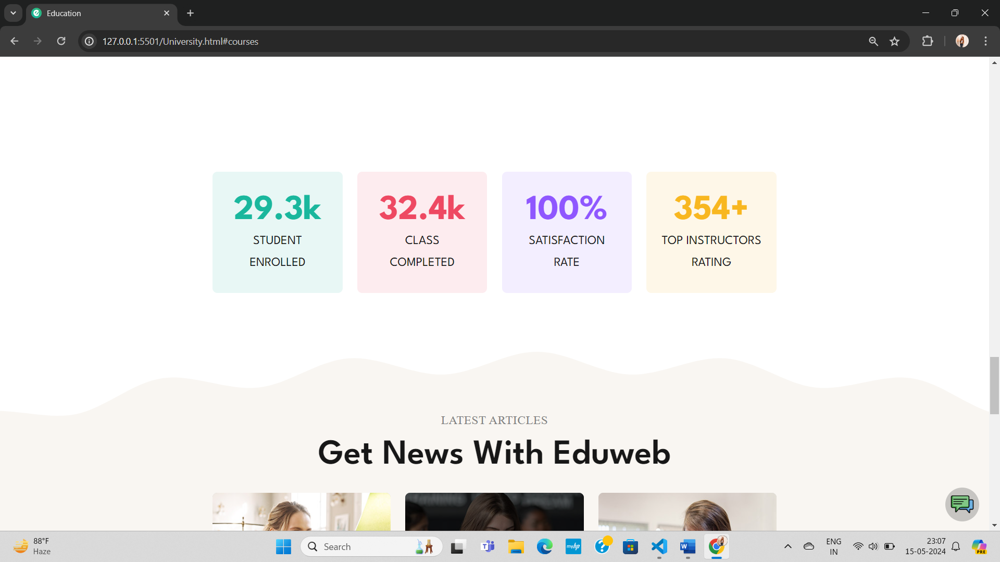 Education
127.0.0.1:5501/University.html#courses
29.3k
STUDENT
ENROLLED
32.4k
CLASS
COMPLETED
100%
SATISFACTION
RATE
354+
TOP INSTRUCTORS
RATING
LATEST ARTICLES
Get News With Eduweb
88°F
Haze
Search
myhp
PRE
ENG
IN
23:07
15-05-2024